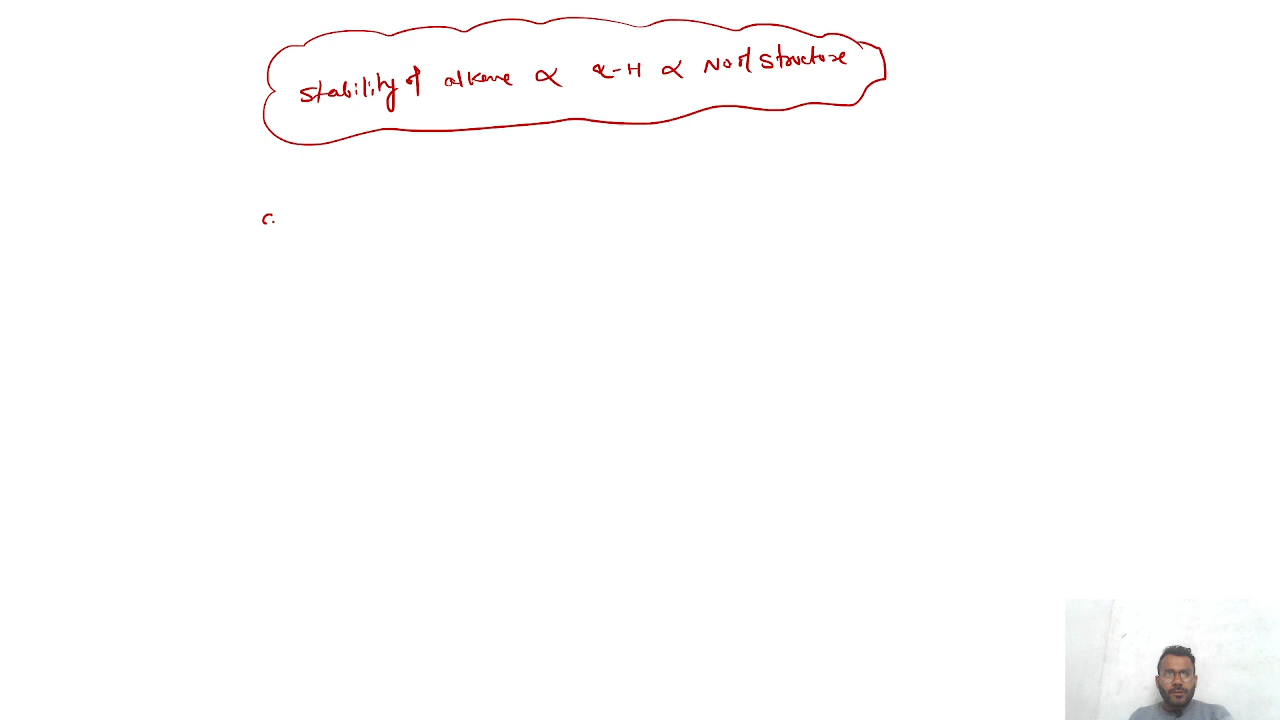 Stability of alkene ∝ α-H ∝ No of Structure
C